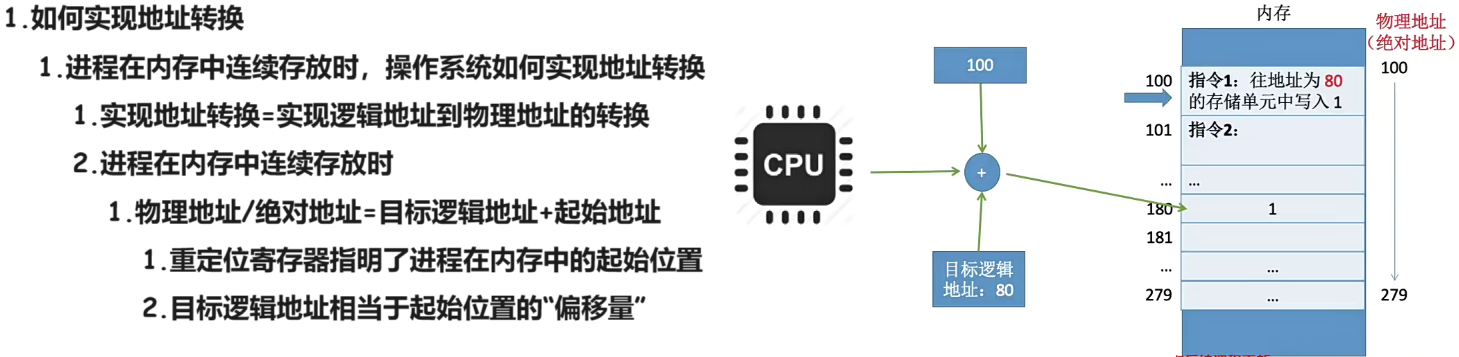 1.如何实现地址转换
1.进程在内存中连续存放时，操作系统如何实现地址转换
1.实现地址转换=实现逻辑地址到物理地址的转换
2.进程在内存中连续存放时
1.物理地址/绝对地址=目标逻辑地址+起始地址
1.重定位寄存器指明了进程在内存中的起始位置
2.目标逻辑地址相当于起始位置的“偏移量”
CPU
100
+
目标逻辑
地址：80
内存
物理地址
（绝对地址）
100
指令1：往地址为 80
的存储单元中写入 1
100
101
指令2：
...
...
180
1
181
...
...
279
...
279